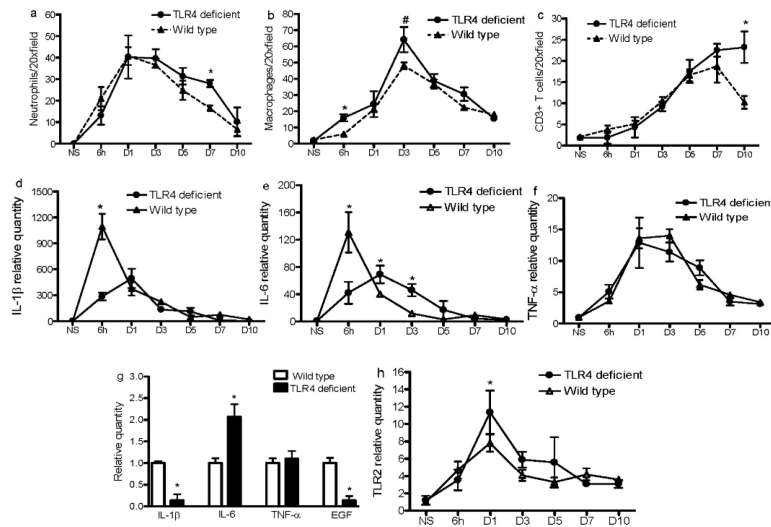 a
TLR4 deficient
Wild type
Neutrophils/20xfield
60
50
40
30
20
10
0
*
NS 6h D1 D3 D5 D7 D10
b
TLR4 deficient
Wild type
Macrophages/20xfield
80
70
60
50
40
30
20
10
0
* #
NS 6h D1 D3 D5 D7 D10
c
TLR4 deficient
Wild type
CD3+ T cells/20xfield
30
25
20
15
10
5
0
*
NS 6h D1 D3 D5 D7 D10
d
TLR4 deficient
Wild type
IL-1β relative quantity
1500
1200
900
600
300
0
*
NS 6h D1 D3 D5 D7 D10
e
TLR4 deficient
Wild type
IL-6 relative quantity
200
160
120
80
40
0
* * *
NS 6h D1 D3 D5 D7 D10
f
TLR4 deficient
Wild type
TNF-α relative quantity
20
15
10
5
0
NS 6h D1 D3 D5 D7 D10
g
Wild type
TLR4 deficient
Relative quantity
3.0
2.5
2.0
1.5
1.0
0.5
0.0
* * *
IL-1β IL-6 TNF-α EGF
h
TLR4 deficient
Wild type
TLR2 relative quantity
16
14
12
10
8
6
4
2
0
*
NS 6h D1 D3 D5 D7 D10